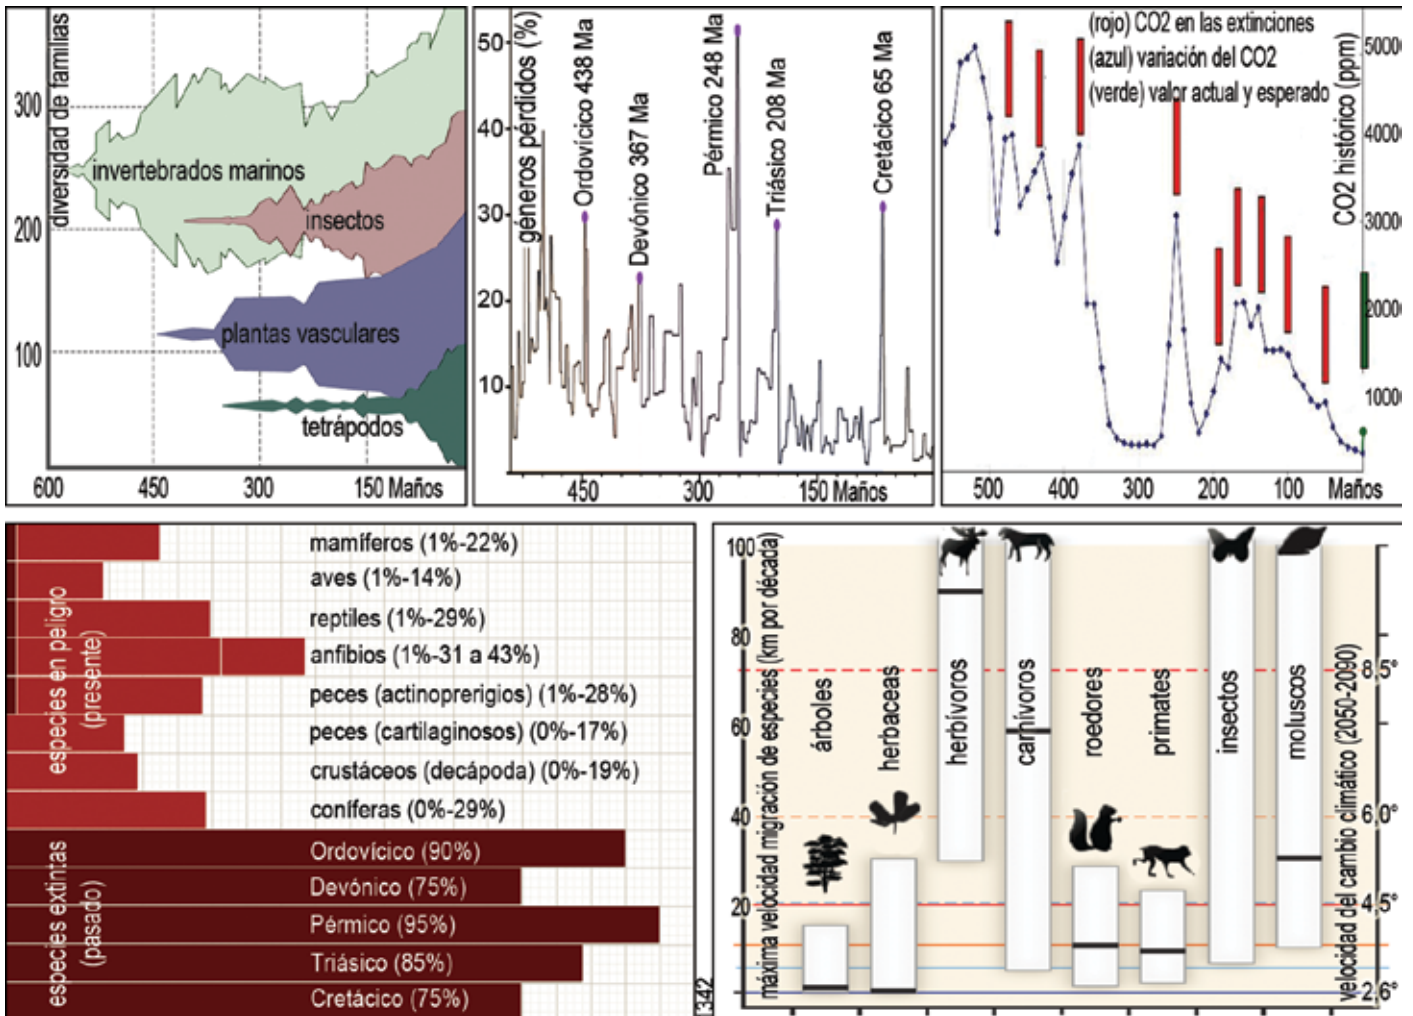 diversidad de familias
300
200
100
invertebrados marinos
insectos
plantas vasculares
tetrápodos
600 450 300 150 Maños
géneros perdidos (%)
50
40
30
20
10
Ordovícico 438 Ma
Devónico 367 Ma
Pérmico 248 Ma
Triásico 208 Ma
Cretácico 65 Ma
450 300 150 Maños
(rojo) CO2 en las extinciones
(azul) variación del CO2
(verde) valor actual y esperado
CO2 histórico (ppm)
50000
40000
30000
20000
10000
500 400 300 200 100 Maños
especies en peligro
(presente)
mamíferos (1%-22%)
aves (1%-14%)
reptiles (1%-29%)
anfibios (1%-31 a 43%)
peces (actinoprerigios) (1%-28%)
peces (cartilaginosos) (0%-17%)
crustáceos (decápoda) (0%-19%)
coníferas (0%-29%)
especies extintas
(pasado)
Ordovícico (90%)
Devónico (75%)
Pérmico (95%)
Triásico (85%)
Cretácico (75%)
1342
máxima velocidad migración de especies (km por década)
100
80
60
40
20
árboles
herbaceas
herbívoros
carnívoros
roedores
primates
insectos
moluscos
velocidad del cambio climático (2050-2090)
8,5°
6,0°
4,5°
2,6°